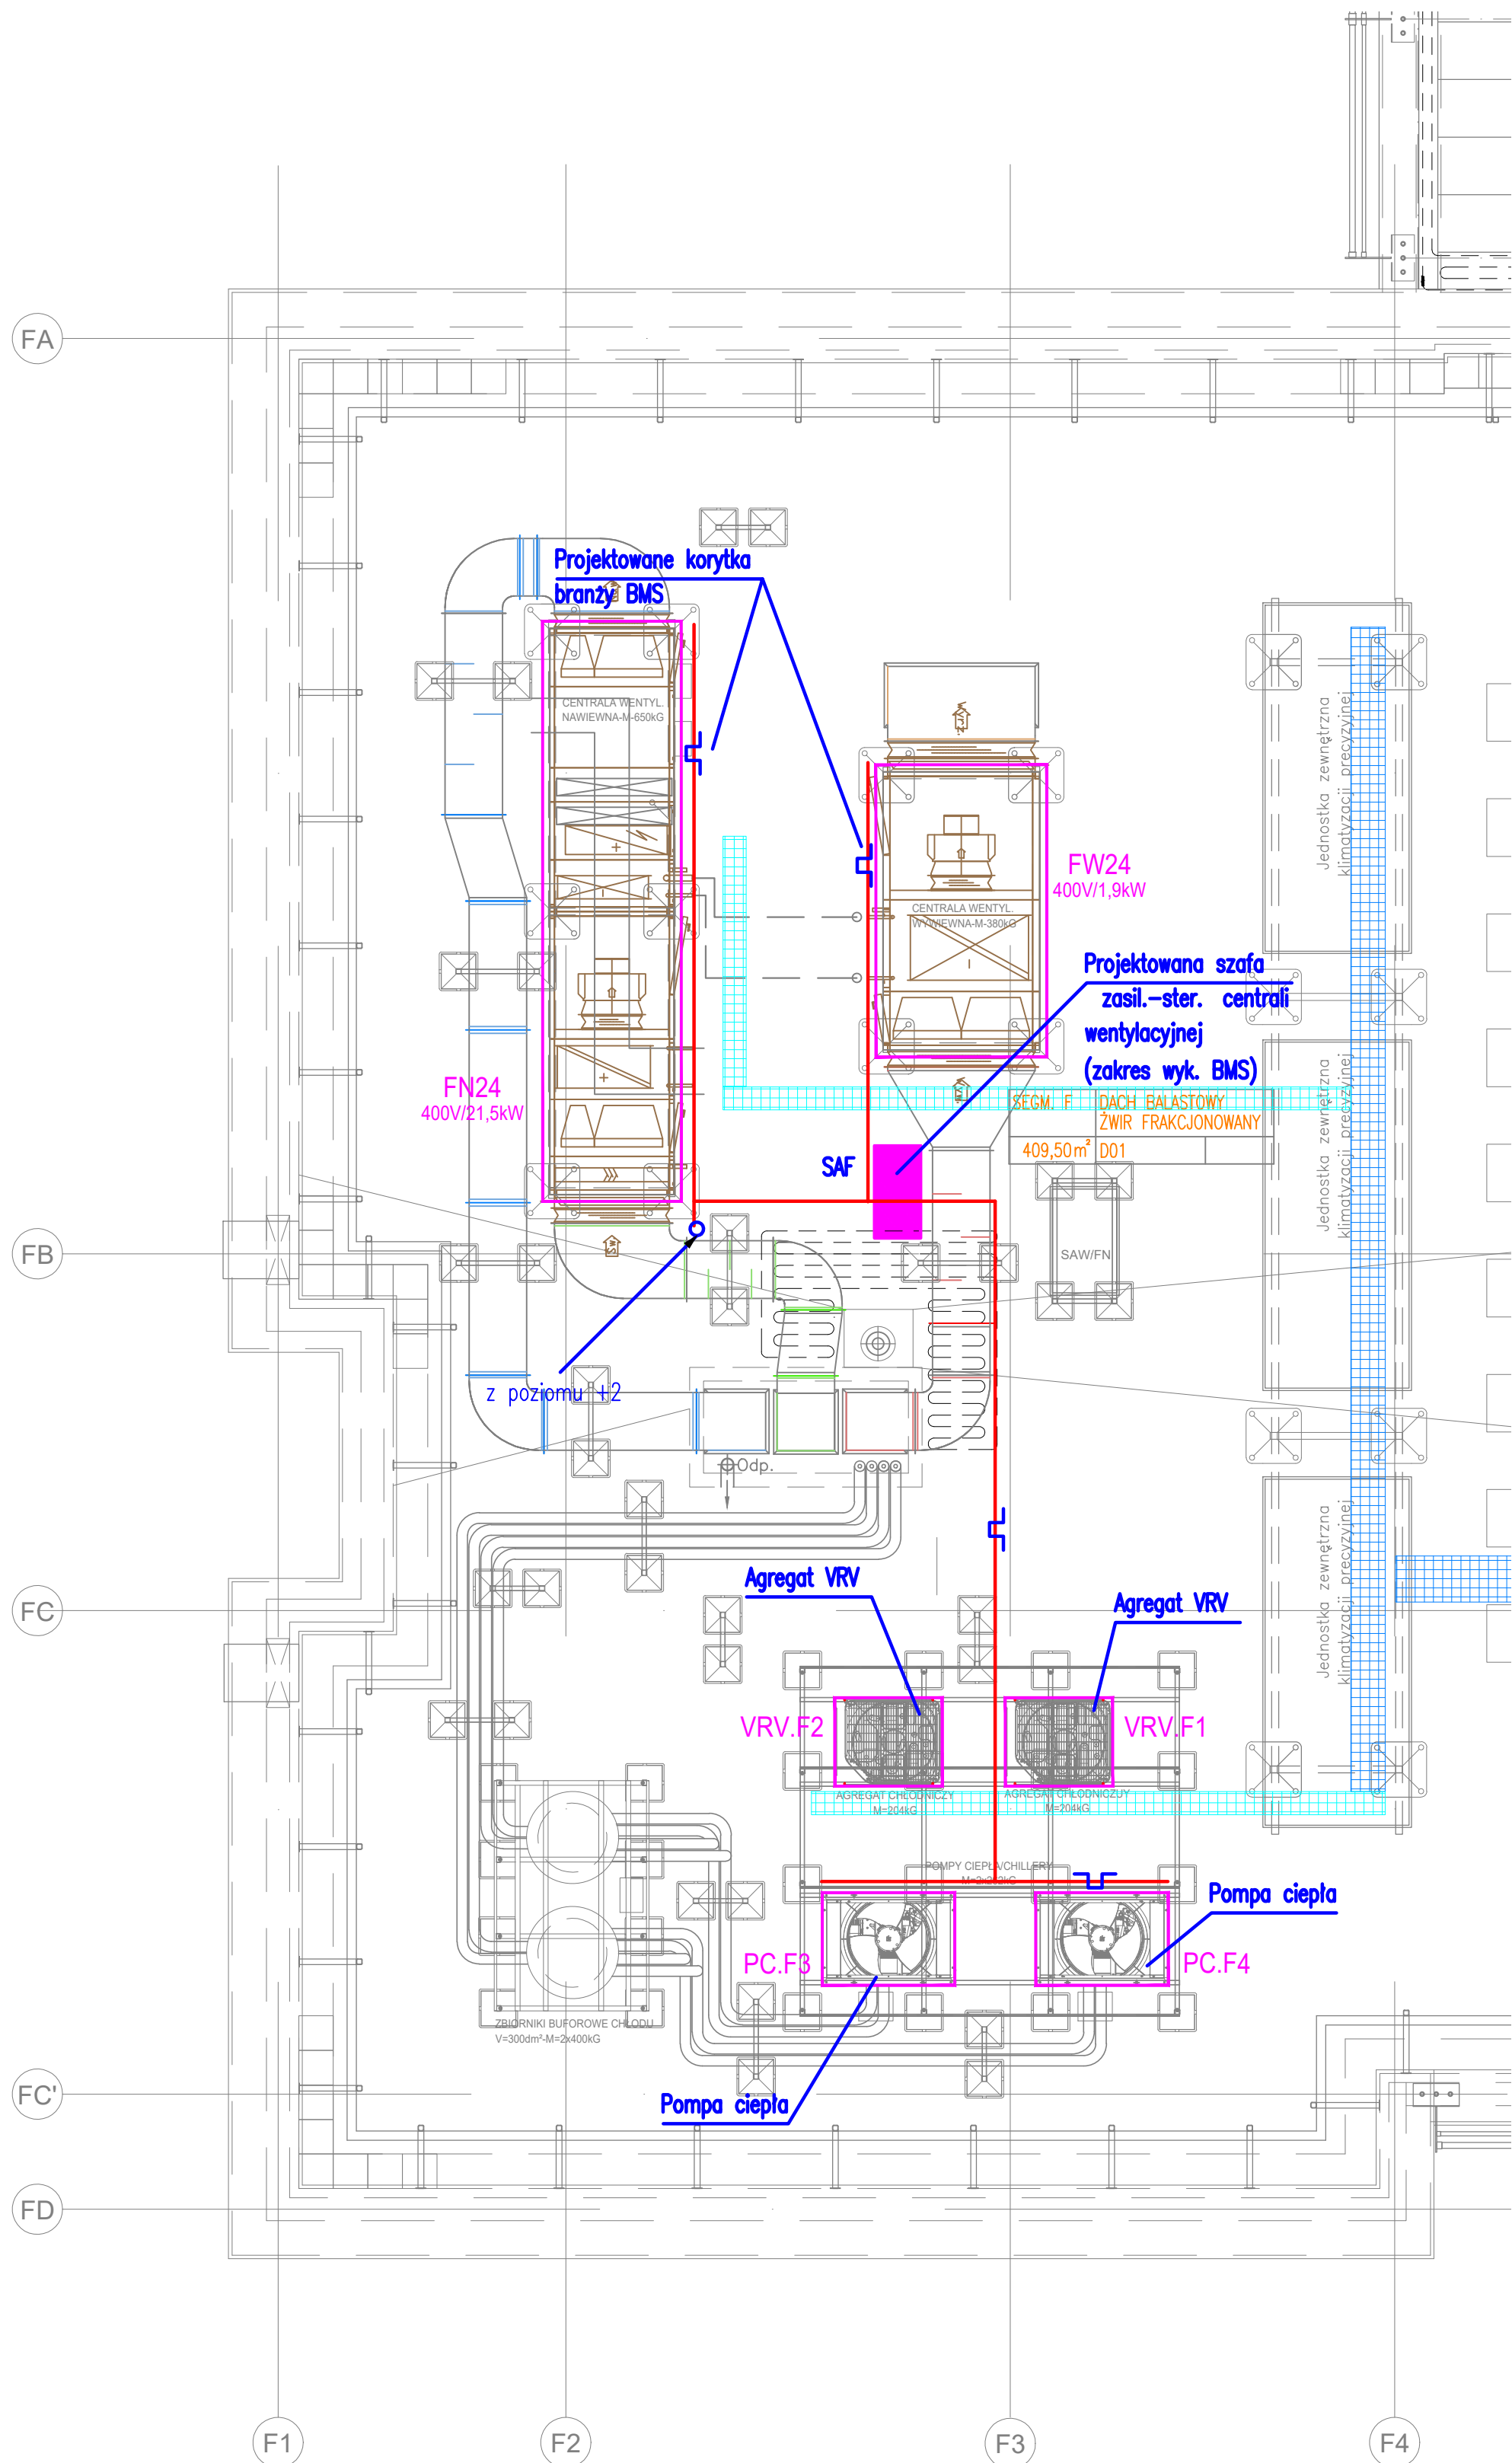 FA
Projektowane korytka
branży BMS
CENTRALA WENTYL.
NAWIEWNA-M-650kG
Wyrz.
FW24
400V/1,9kW
CENTRALA WENTYL.
WYWIEWNA-M-380kG
Jednostka zewnętrzna
klimatyzacji precyzyjnej
Projektowana szafa
zasil.-ster. centrali
wentylacyjnej
(zakres wyk. BMS)
FN24
400V/21,5kW
SEGM. F
DACH BALASTOWY
ŻWIR FRAKCJONOWANY
409,50m²
D01
SAF
Jednostka zewnętrzna
klimatyzacji precyzyjnej
FB
SAW/FN
z poziomu +2
Odp.
Jednostka zewnętrzna
klimatyzacji precyzyjnej
Agregat VRV
Agregat VRV
FC
VRV.F2
VRV.F1
AGREGAT CHŁODNICZY
M=204kG
AGREGAT CHŁODNICZUY
M=204kG
POMPY CIEPŁA/CHILLERY
Pompa ciepła
PC.F3
PC.F4
ZBIORNIKI BUFOROWE CHŁODU
V=300dm³-M=2x400kG
FC'
Pompa ciepła
FD
F1
F2
F3
F4